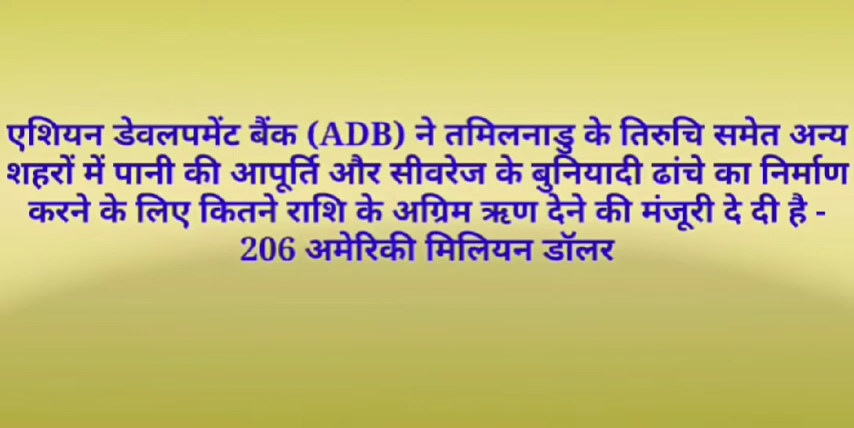 एशियन डेवलपमेंट बैंक (ADB) ने तमिलनाडु के तिरुचि समेत अन्य
शहरों में पानी की आपूर्ति और सीवरेज के बुनियादी ढांचे का निर्माण
करने के लिए कितने राशि के अग्रिम ऋण देने की मंजूरी दे दी है -
206 अमेरिकी मिलियन डॉलर